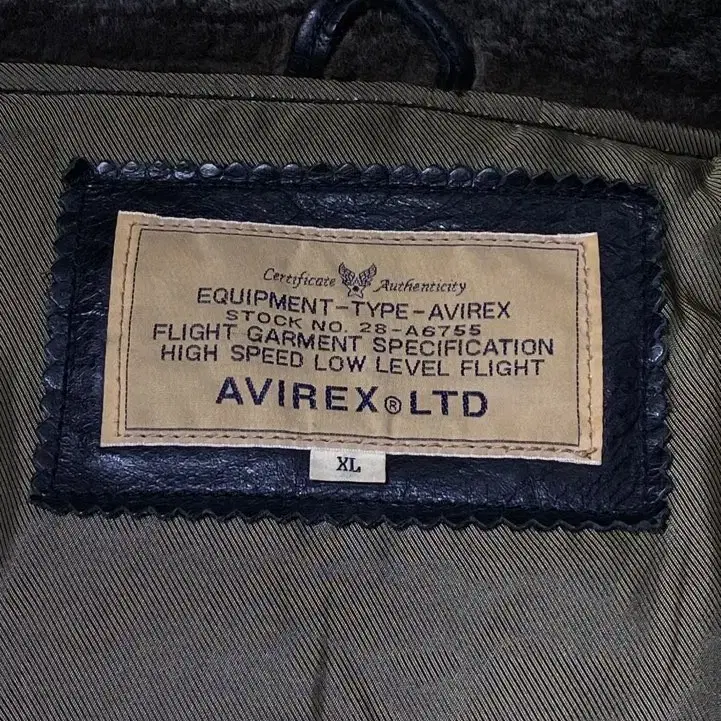 Certificate Authenticity
EQUIPMENT-TYPE-AVIREX
STOCK NO. 28-A6755
FLIGHT GARMENT SPECIFICATION
HIGH SPEED LOW LEVEL FLIGHT
AVIREX® LTD
XL